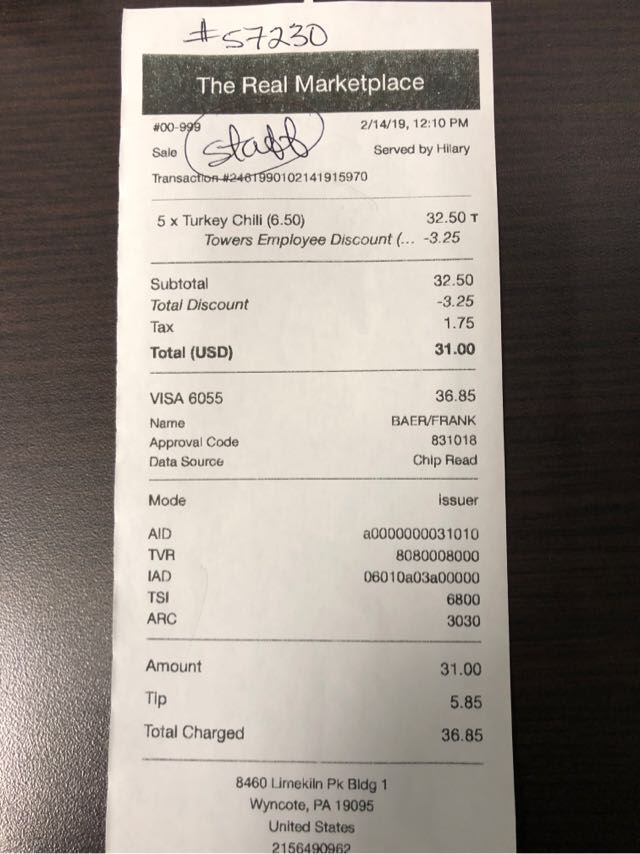 #57230
The Real Marketplace
#00-999 2/14/19, 12:10 PM
Sale staff Served by Hilary
Transaction #2461990102141915970
5 x Turkey Chili (6.50) 32.50 T
Towers Employee Discount (... -3.25
Subtotal 32.50
Total Discount -3.25
Tax 1.75
Total (USD) 31.00
VISA 6055 36.85
Name BAER/FRANK
Approval Code 831018
Data Source Chip Read
Mode Issuer
AID a0000000031010
TVR 8080008000
IAD 06010a03a00000
TSI 6800
ARC 3030
Amount 31.00
Tip 5.85
Total Charged 36.85
8460 Limekiln Pk Bldg 1
Wyncote, PA 19095
United States
2156490962